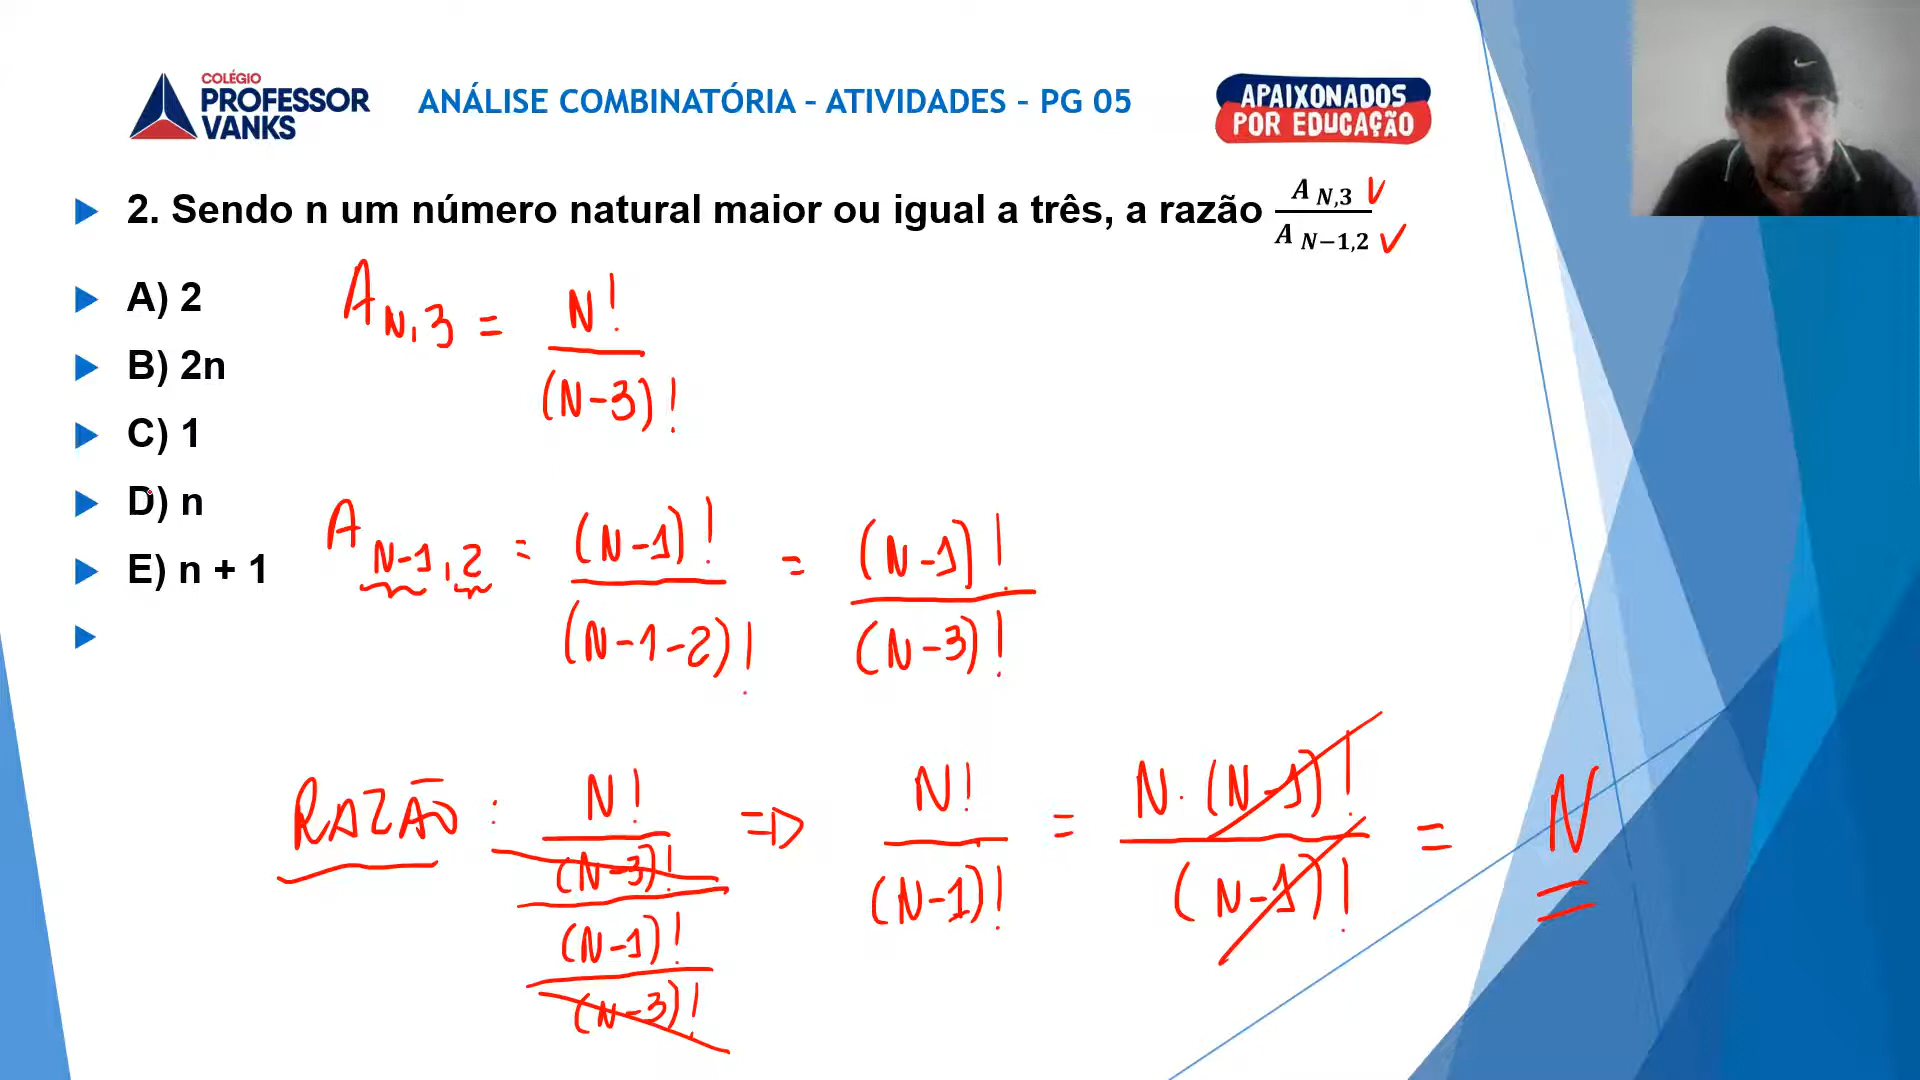 COLÉGIO
PROFESSOR
VANKS
ANÁLISE COMBINATÓRIA – ATIVIDADES – PG 05
APAIXONADOS
POR EDUCAÇÃO
2. Sendo n um número natural maior ou igual a três, a razão A N,3 / A N−1,2
A) 2
B) 2n
C) 1
D) n
E) n + 1
A N,3 = N! / (N-3)!
A N-1,2 = (N-1)! / (N-1-2)! = (N-1)! / (N-3)!
RAZÃO : N! / (N-3)! / (N-1)! / (N-3)! ⇒ N! / (N-1)! = N.(N-1)! / (N-1)! = N